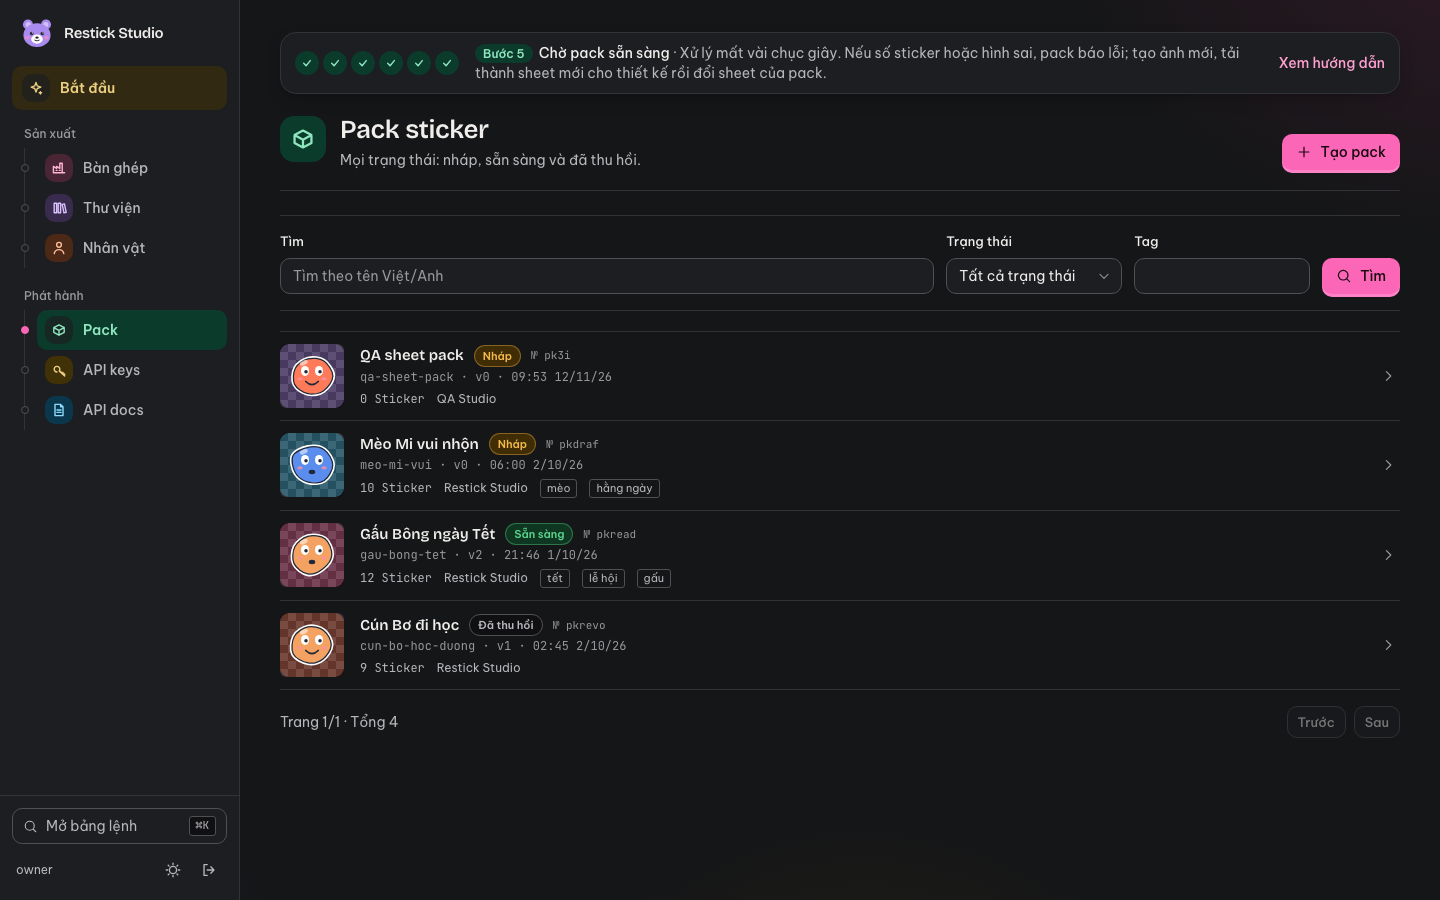 Restick Studio
Bắt đầu
Sản xuất
Bàn ghép
Thư viện
Nhân vật
Phát hành
Pack
API keys
API docs
Mở bảng lệnh ⌘K
owner
Bước 5 Chờ pack sẵn sàng · Xử lý mất vài chục giây. Nếu số sticker hoặc hình sai, pack báo lỗi; tạo ảnh mới, tải
thành sheet mới cho thiết kế rồi đổi sheet của pack.
Xem hướng dẫn
Pack sticker
Mọi trạng thái: nháp, sẵn sàng và đã thu hồi.
Tạo pack
Tìm
Trạng thái
Tag
Tìm theo tên Việt/Anh
Tất cả trạng thái
Tìm
QA sheet pack Nháp № pk3i
qa-sheet-pack · v0 · 09:53 12/11/26
0 Sticker QA Studio
Mèo Mi vui nhộn Nháp № pkdraf
meo-mi-vui · v0 · 06:00 2/10/26
10 Sticker Restick Studio mèo hằng ngày
Gấu Bông ngày Tết Sẵn sàng № pkread
gau-bong-tet · v2 · 21:46 1/10/26
12 Sticker Restick Studio tết lễ hội gấu
Cún Bơ đi học Đã thu hồi № pkrevo
cun-bo-hoc-duong · v1 · 02:45 2/10/26
9 Sticker Restick Studio
Trang 1/1 · Tổng 4
Trước
Sau